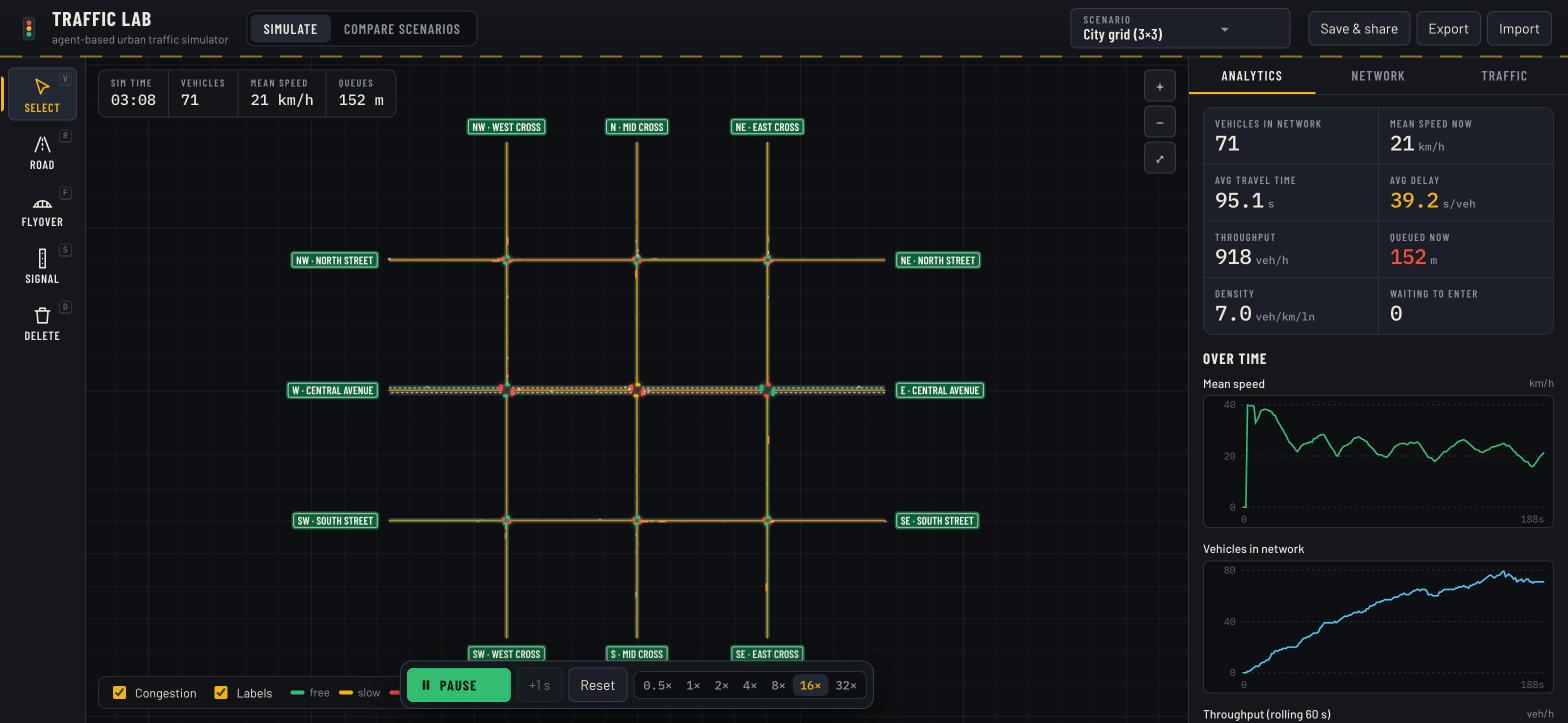 TRAFFIC LAB
agent-based urban traffic simulator
SIMULATE
COMPARE SCENARIOS
SCENARIO
City grid (3×3)
Save & share
Export
Import
V
SELECT
R
ROAD
F
FLYOVER
S
SIGNAL
D
DELETE
SIM TIME
03:08
VEHICLES
71
MEAN SPEED
21 km/h
QUEUES
152 m
+
−
⤢
NW · WEST CROSS
N · MID CROSS
NE · EAST CROSS
NW · NORTH STREET
NE · NORTH STREET
W · CENTRAL AVENUE
E · CENTRAL AVENUE
SW · SOUTH STREET
SE · SOUTH STREET
SW · WEST CROSS
S · MID CROSS
SE · EAST CROSS
Congestion
Labels
free
slow
PAUSE
+1 s
Reset
0.5×
1×
2×
4×
8×
16×
32×
ANALYTICS
NETWORK
TRAFFIC
VEHICLES IN NETWORK
71
MEAN SPEED NOW
21 km/h
AVG TRAVEL TIME
95.1 s
AVG DELAY
39.2 s/veh
THROUGHPUT
918 veh/h
QUEUED NOW
152 m
DENSITY
7.0 veh/km/ln
WAITING TO ENTER
0
OVER TIME
Mean speed
km/h
40
20
0
0
188s
Vehicles in network
80
40
0
0
188s
Throughput (rolling 60 s)
veh/h